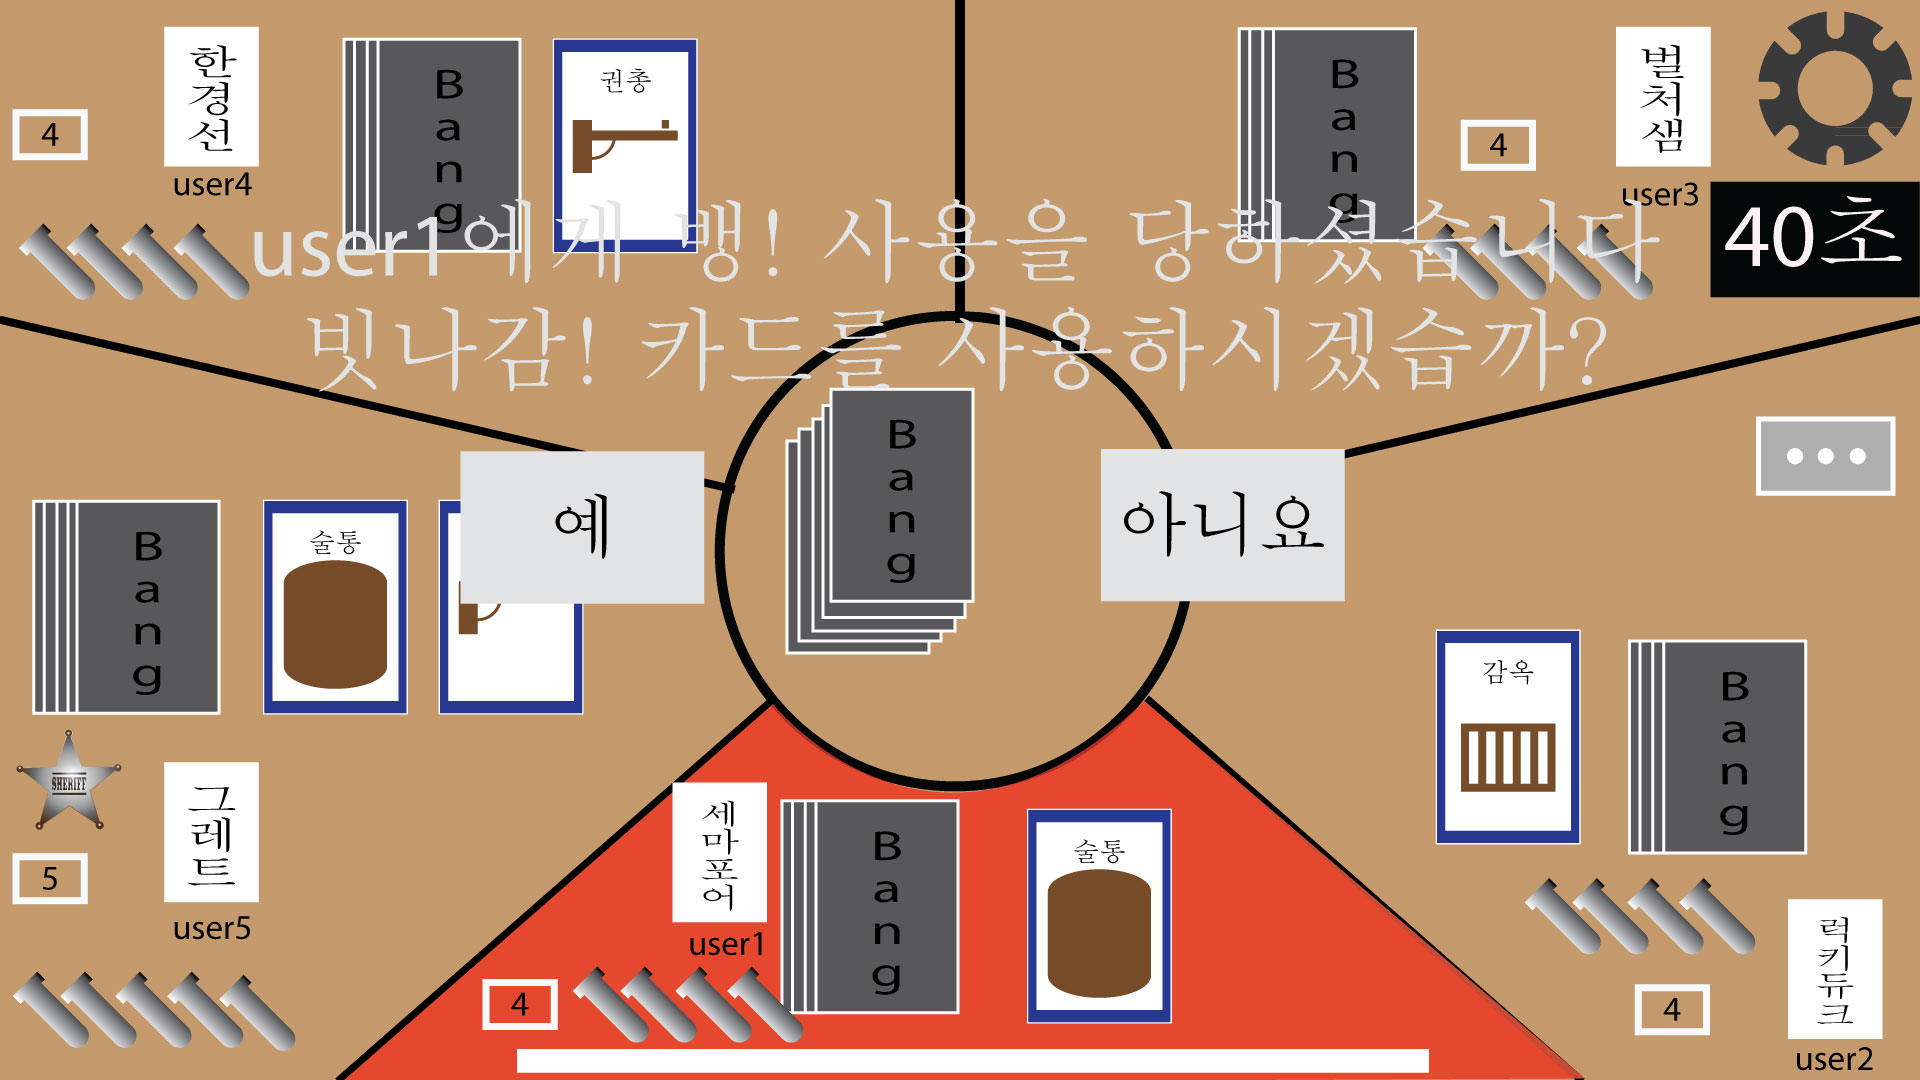 한경선
4
user4
Bang
권총
Bang
4
벌처샘
user3
40초
user1에게 뱅! 사용을 당하셨습니다
빗나감! 카드를 사용하시겠습니까?
Bang
예
아니요
Bang
술통
감옥
Bang
SHERIFF
그레트
5
user5
세마포어
user1
4
Bang
술통
럭키듀크
4
user2